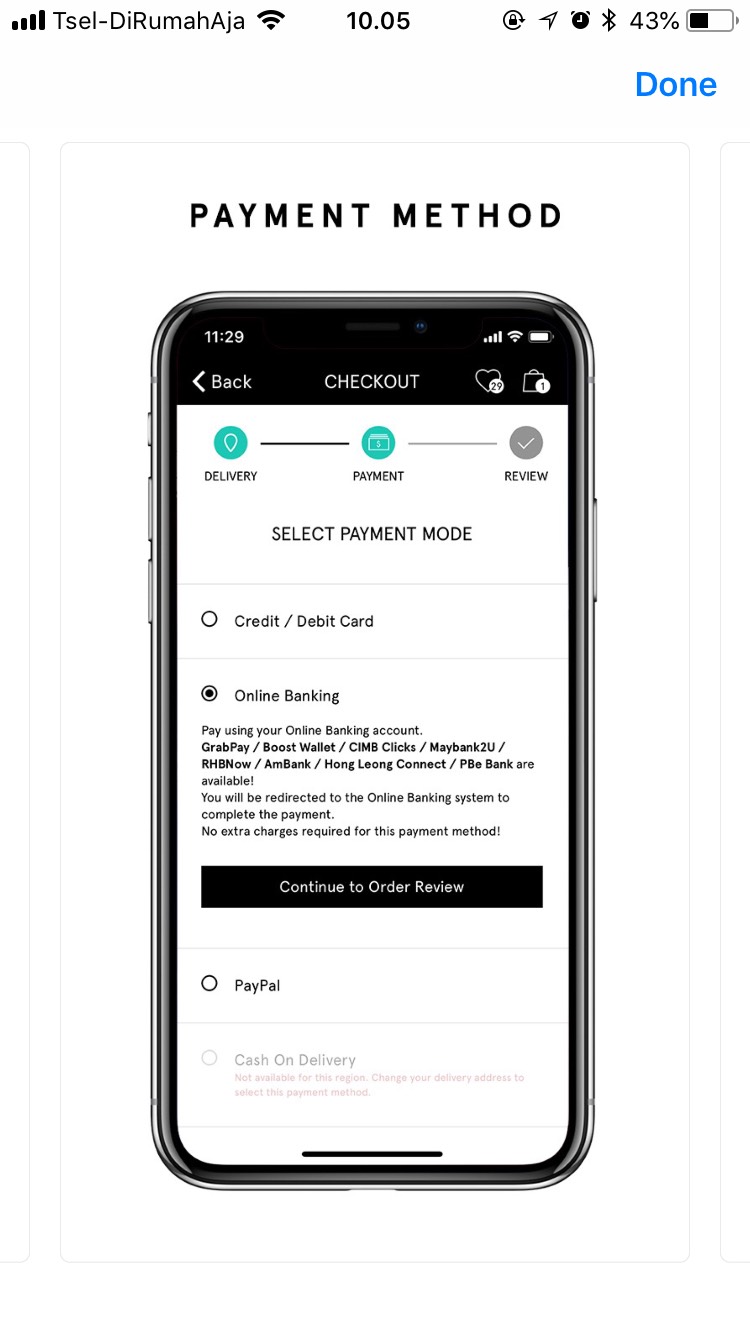 Tsel-DiRumahAja 10.05 43%
Done
PAYMENT METHOD
11:29
Back CHECKOUT 29 1
$
DELIVERY PAYMENT REVIEW
SELECT PAYMENT MODE
Credit / Debit Card
Online Banking
Pay using your Online Banking account.
GrabPay / Boost Wallet / CIMB Clicks / Maybank2U /
RHBNow / AmBank / Hong Leong Connect / PBe Bank are
available!
You will be redirected to the Online Banking system to
complete the payment.
No extra charges required for this payment method!
Continue to Order Review
PayPal
Cash On Delivery
Not available for this region. Change your delivery address to
select this payment method.